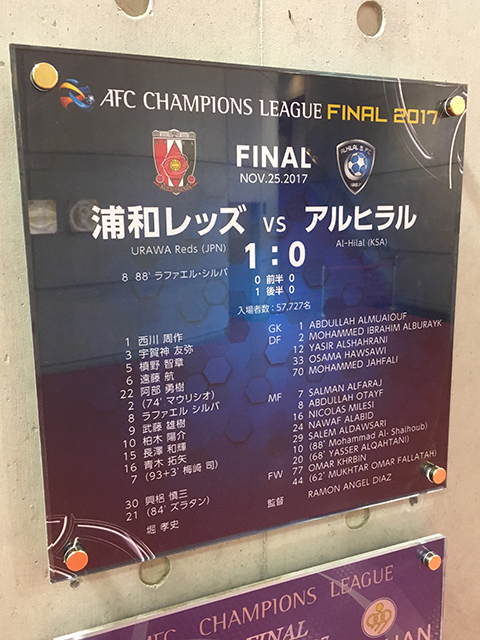 AFC CHAMPIONS LEAGUE FINAL 2017
FINAL
NOV.25.2017
浦和レッズ VS アルヒラル
URAWA Reds (JPN) Al-Hilal (KSA)
1 : 0
8 88' ラファエル・シルバ
0 前半 0
1 後半 0
入場者数 : 57,727名
GK
DF
MF
FW
監督
1 西川 周作
3 宇賀神 友弥
5 槙野 智章
6 遠藤 航
22 阿部 勇樹
2 (74' マウリシオ)
8 ラファエル シルバ
9 武藤 雄樹
10 柏木 陽介
15 長澤 和輝
16 青木 拓矢
7 (93+3' 梅崎 司)
30 興梠 慎三
21 (84' ズラタン)
堀 孝史
1 ABDULLAH ALMUAIOUF
2 MOHAMMED IBRAHIM ALBURAYK
12 YASIR ALSHAHRANI
33 OSAMA HAWSAWI
70 MOHAMMED JAHFALI
7 SALMAN ALFARAJ
8 ABDULLAH OTAYF
16 NICOLAS MILESI
24 NAWAF ALABID
29 SALEM ALDAWSARI
10 (88' Mohammad Al- Shalhoub)
20 (68' YASSER ALQAHTANI)
77 OMAR KHRBIN
44 (62' MUKHTAR OMAR FALLATAH)
RAMON ANGEL DIAZ
AFC CHAMPIONS LEAGUE
FINAL